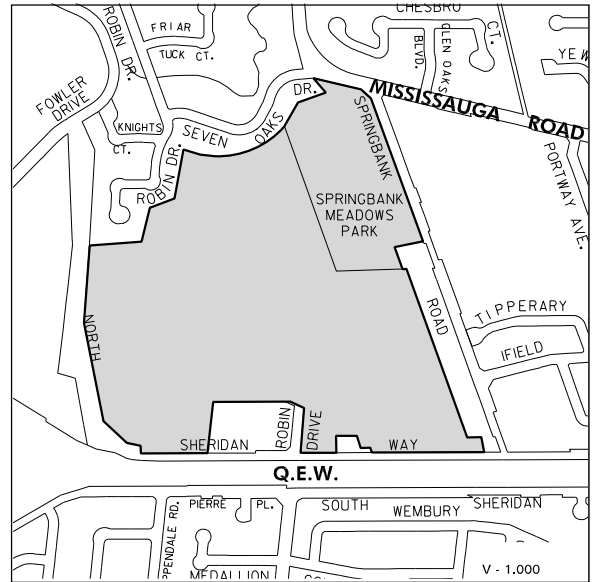 CHESBRO
CT.
ROBIN DR.
FRIAR
TUCK CT.
GLEN OAKS
BLVD.
YEW
FOWLER
DRIVE
DR.
MISSISSAUGA ROAD
KNIGHTS
CT.
SEVEN OAKS
SPRINGBANK
PORTWAY AVE.
ROBIN DR.
SPRINGBANK
MEADOWS
PARK
NORTH
ROAD
TIPPERARY
IFIELD
SHERIDAN
ROBIN
DRIVE
WAY
Q.E.W.
PIERRE PL.
SOUTH
WEMBURY
SHERIDAN
PPENDALE RD.
MEDALLION
V - 1.000